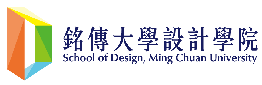 銘傳大學設計學院
School of Design, Ming Chuan University